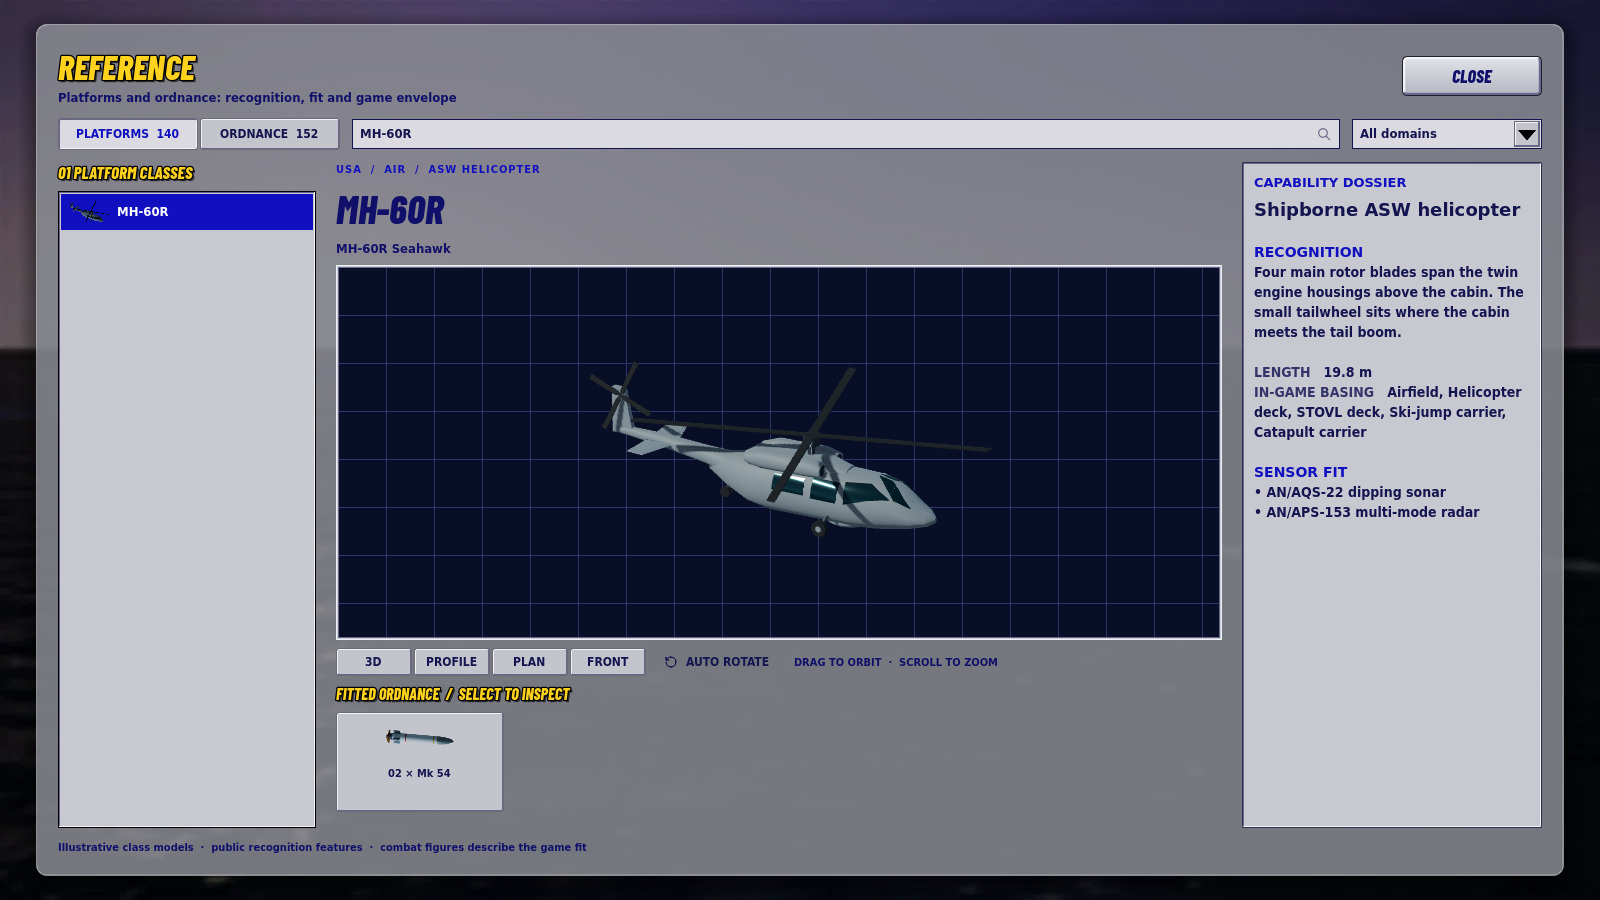 REFERENCE
Platforms and ordnance: recognition, fit and game envelope
CLOSE
PLATFORMS 140
ORDNANCE 152
MH-60R
All domains
01 PLATFORM CLASSES
MH-60R
USA / AIR / ASW HELICOPTER
MH-60R
MH-60R Seahawk
3D
PROFILE
PLAN
FRONT
AUTO ROTATE
DRAG TO ORBIT · SCROLL TO ZOOM
FITTED ORDNANCE / SELECT TO INSPECT
02 × Mk 54
CAPABILITY DOSSIER
Shipborne ASW helicopter
RECOGNITION
Four main rotor blades span the twin
engine housings above the cabin. The
small tailwheel sits where the cabin
meets the tail boom.
LENGTH 19.8 m
IN-GAME BASING Airfield, Helicopter
deck, STOVL deck, Ski-jump carrier,
Catapult carrier
SENSOR FIT
• AN/AQS-22 dipping sonar
• AN/APS-153 multi-mode radar
Illustrative class models · public recognition features · combat figures describe the game fit